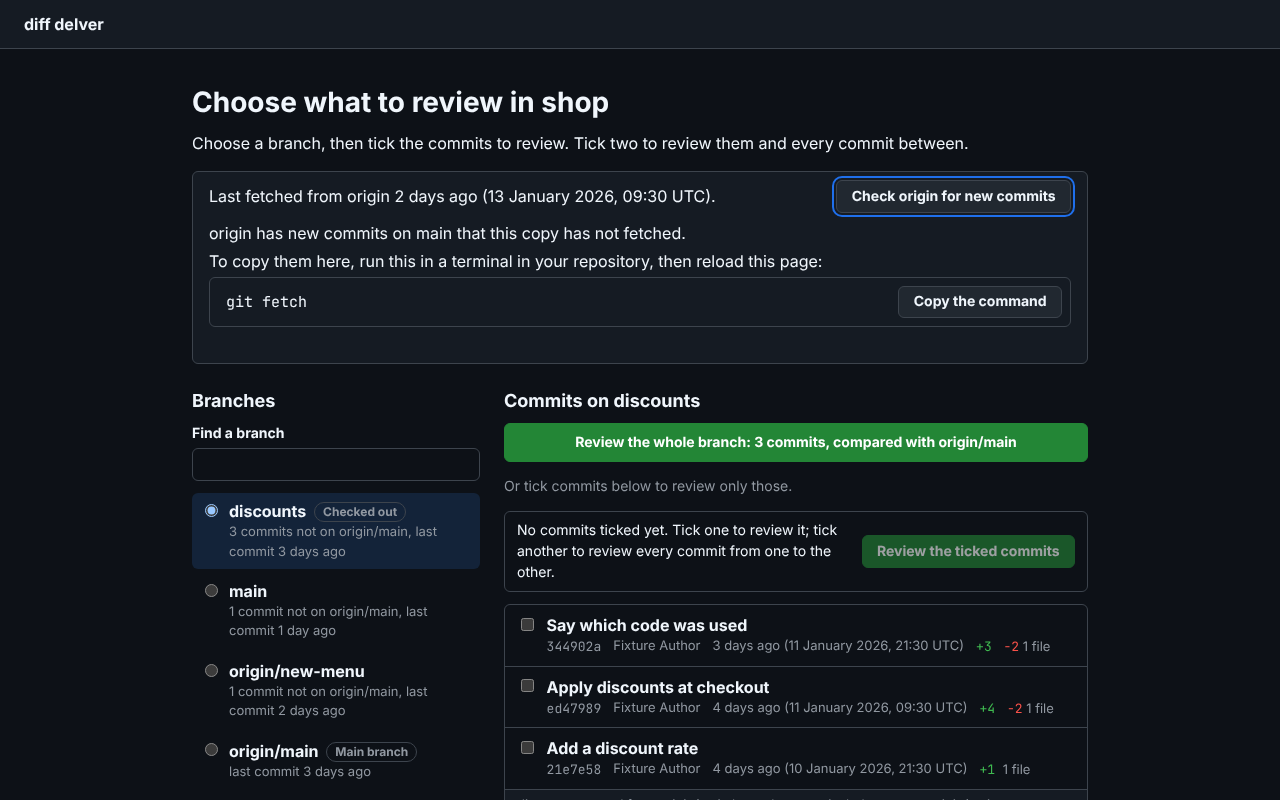 diff delver
Choose what to review in shop
Choose a branch, then tick the commits to review. Tick two to review them and every commit between.
Last fetched from origin 2 days ago (13 January 2026, 09:30 UTC).
Check origin for new commits
origin has new commits on main that this copy has not fetched.
To copy them here, run this in a terminal in your repository, then reload this page:
git fetch
Copy the command
Branches
Find a branch
discounts Checked out
3 commits not on origin/main, last
commit 3 days ago
main
1 commit not on origin/main, last
commit 1 day ago
origin/new-menu
1 commit not on origin/main, last
commit 2 days ago
origin/main Main branch
last commit 3 days ago
Commits on discounts
Review the whole branch: 3 commits, compared with origin/main
Or tick commits below to review only those.
No commits ticked yet. Tick one to review it; tick
another to review every commit from one to the
other.
Review the ticked commits
Say which code was used
344902a Fixture Author 3 days ago (11 January 2026, 21:30 UTC) +3 -2 1 file
Apply discounts at checkout
ed47989 Fixture Author 4 days ago (11 January 2026, 09:30 UTC) +4 -2 1 file
Add a discount rate
21e7e58 Fixture Author 4 days ago (10 January 2026, 21:30 UTC) +1 1 file